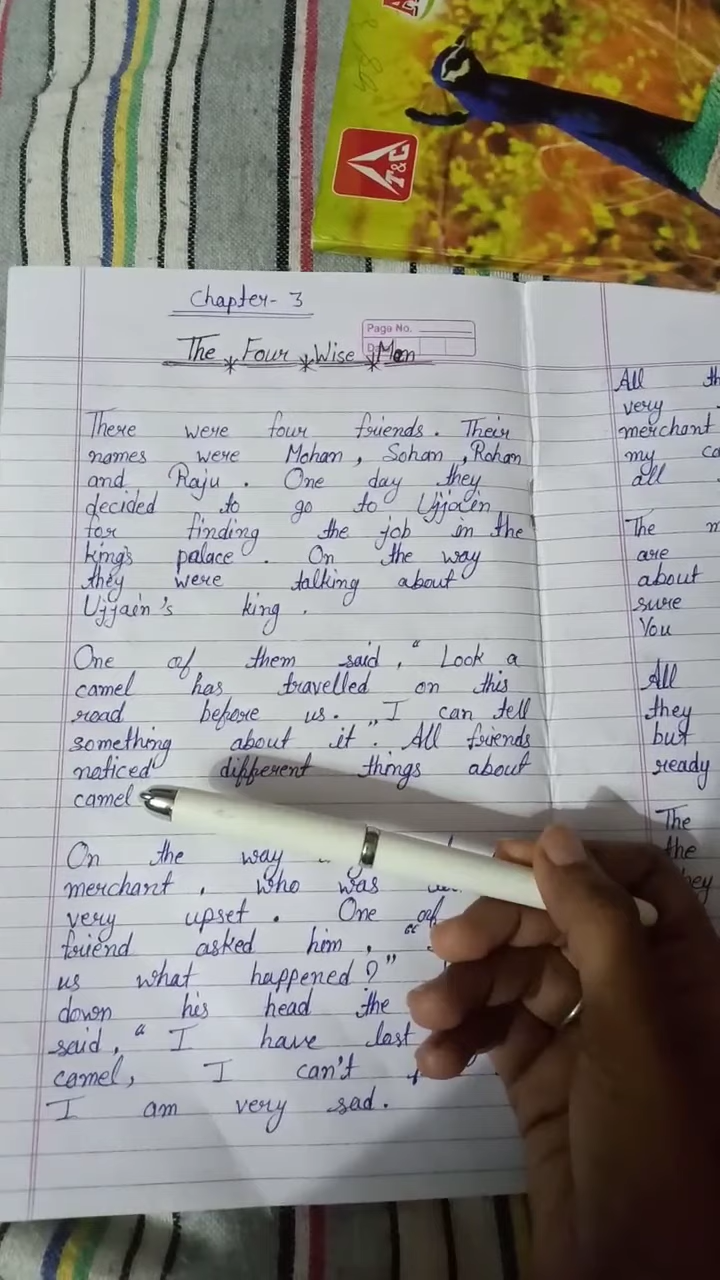 T&C
Chapter- 3
Page No.
The Four Wise Men
There were four friends. Their
names were Mohan, Sohan, Rohan
and Raju. One day they
decided to go to Ujjain
for finding the job in the
king's palace. On the way
they were talking about
Ujjain's king.
One of them said, "Look a
camel has travelled on this
road before us. "I can tell
something about it". All friends
noticed different things about
camel
On the way
merchant, who was
very upset. One of
friend asked him, "
us what happened?"
down his head the
said, "I have lost
camel, I can't
I am very sad.
All
very
merchant
my
all
The
are
about
sure
You
All
they
but
ready
The
the
they